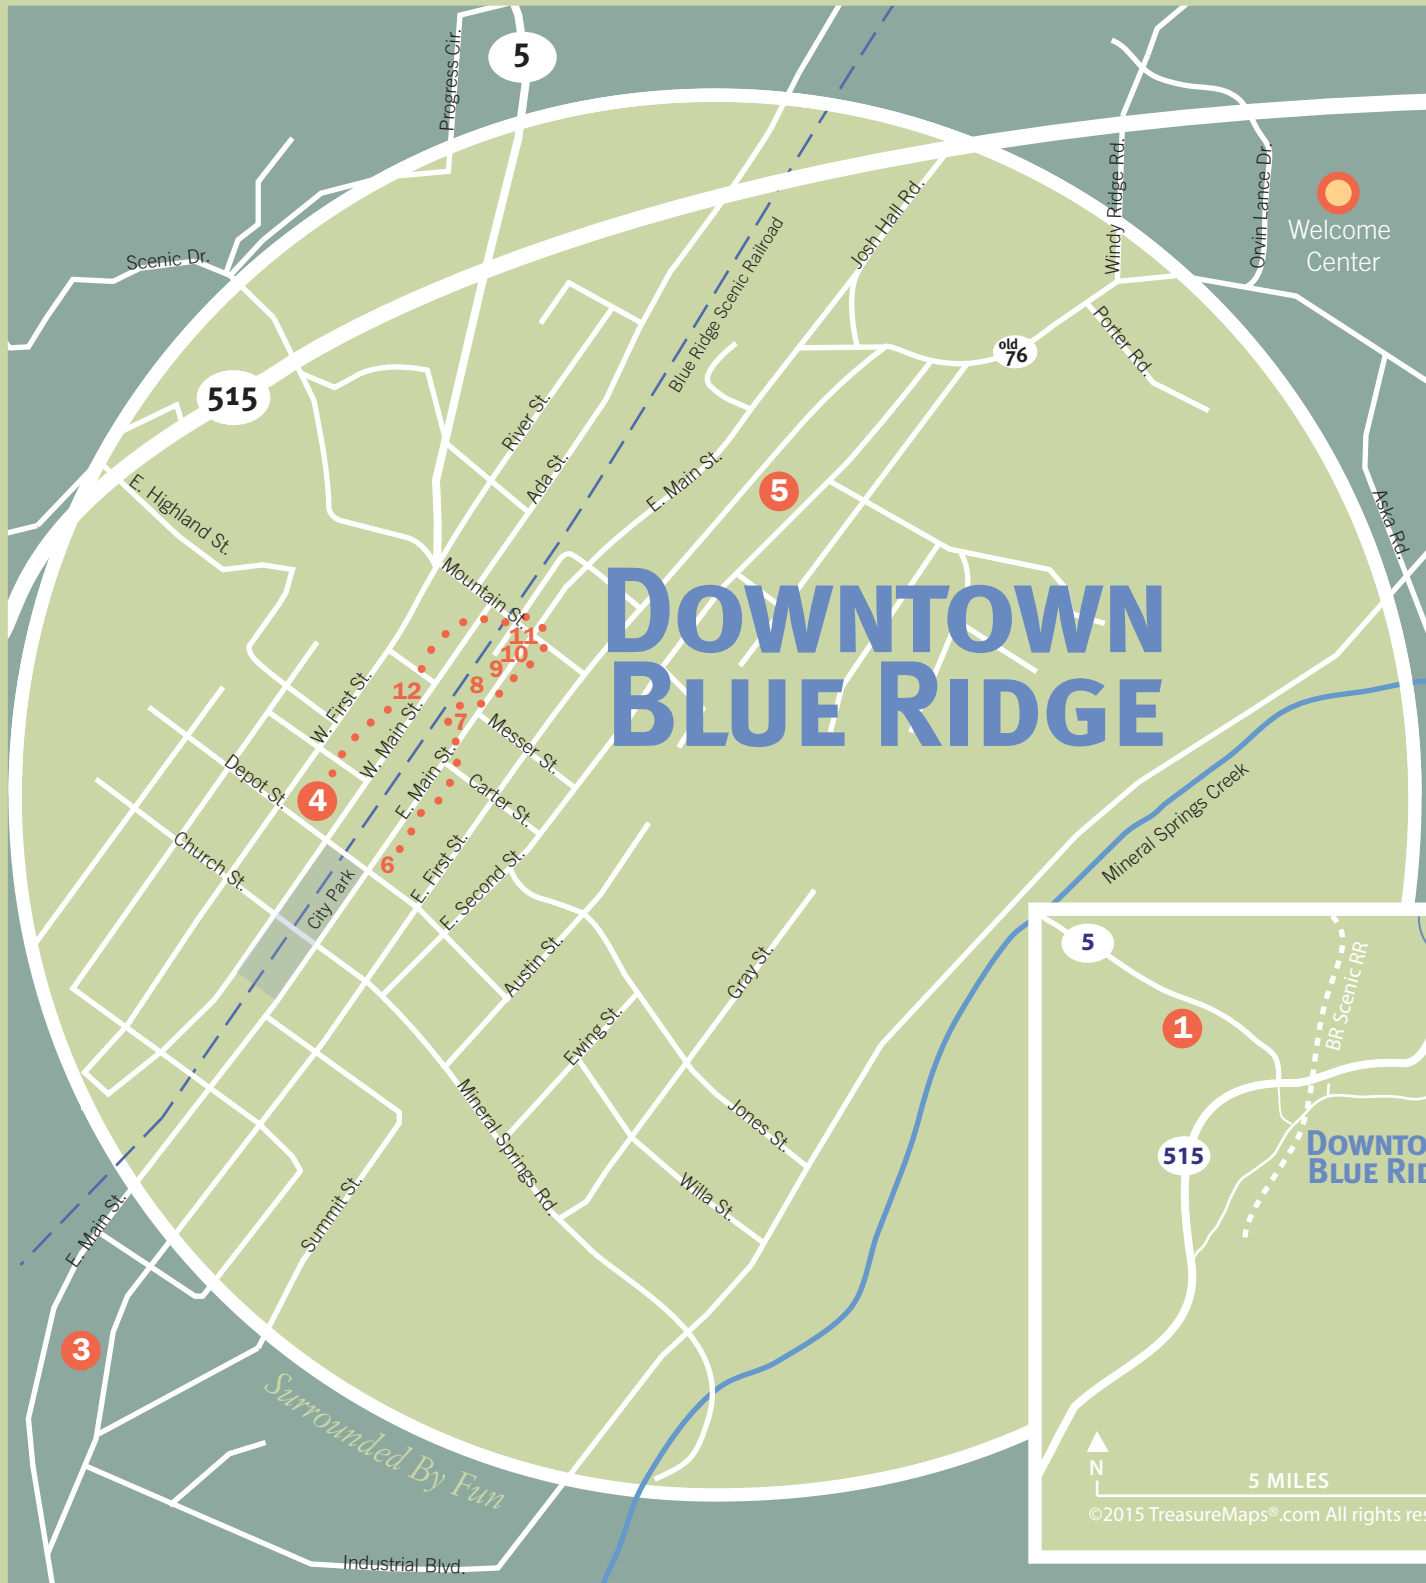 5
Progress Cir.
Scenic Dr.
Windy Ridge Rd.
Orvin Lance Dr.
Welcome
Center
Josh Hall Rd.
Blue Ridge Scenic Railroad
old
76
Porter Rd.
515
River St.
Ada St.
E. Main St.
5
E. Highland St.
Aska Rd.
Mountain St.
DOWNTOWN
BLUE RIDGE
11
10
9
8
7
12
W. First St.
W. Main St.
Messer St.
E. Main St.
Carter St.
Depot St.
4
6
Church St.
E. First St.
E. Second St.
City Park
Mineral Springs Creek
Austin St.
Gray St.
Ewing St.
Mineral Springs Rd.
Jones St.
Willa St.
Summit St.
E. Main St.
3
Surrounded By Fun
Industrial Blvd.
5
BR Scenic RR
1
515
DOWNTO
BLUE RID
N
5 MILES
©2015 TreasureMaps®.com All rights res